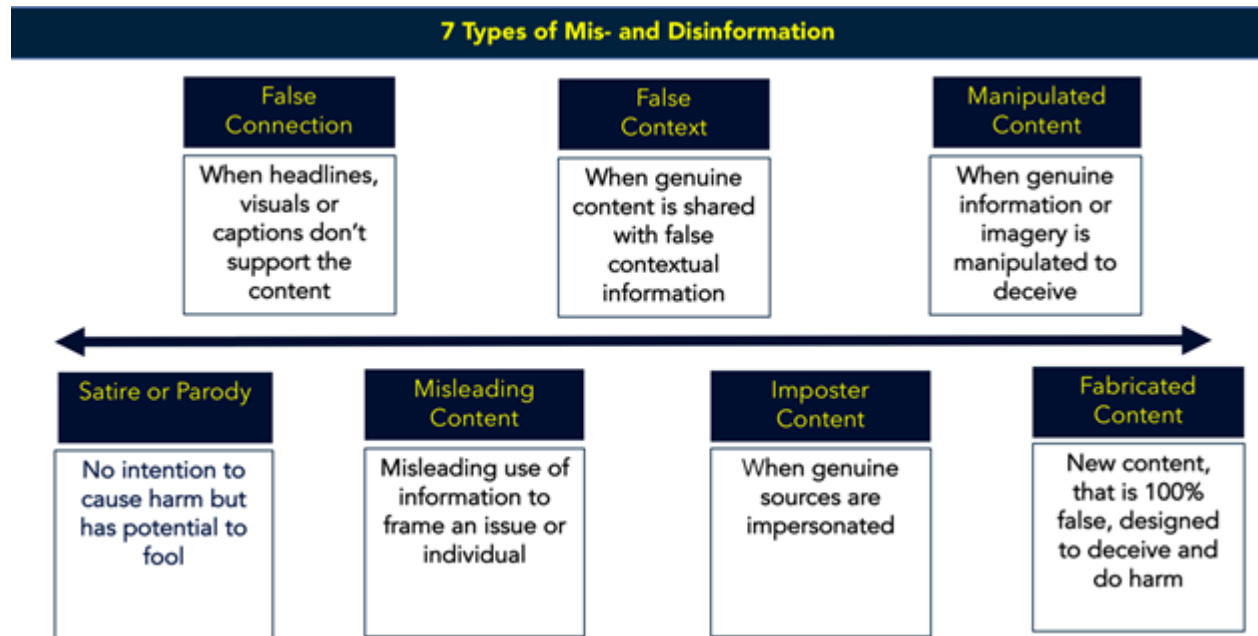 7 Types of Mis- and Disinformation
False
Connection
When headlines,
visuals or
captions don't
support the
content
False
Context
When genuine
content is shared
with false
contextual
information
Manipulated
Content
When genuine
information or
imagery is
manipulated to
deceive
Satire or Parody
No intention to
cause harm but
has potential to
fool
Misleading
Content
Misleading use of
information to
frame an issue or
individual
Imposter
Content
When genuine
sources are
impersonated
Fabricated
Content
New content,
that is 100%
false, designed
to deceive and
do harm